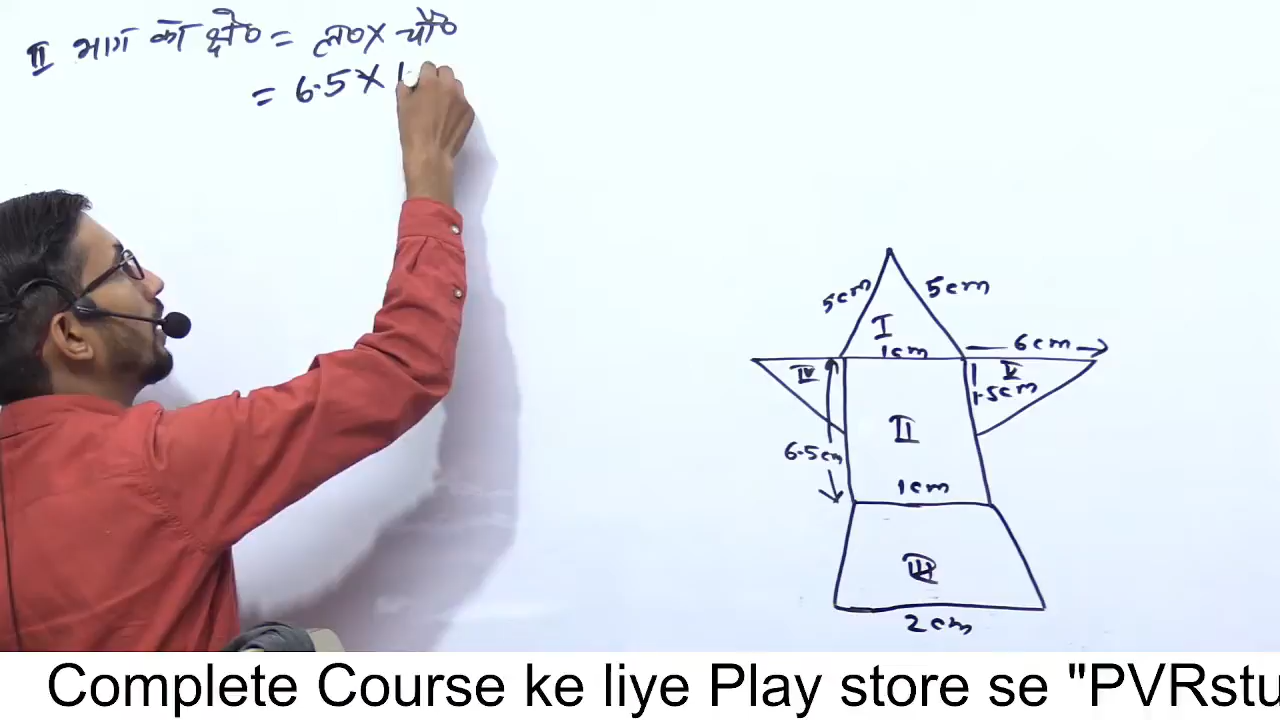 II भाग का क्षे० = ल० × चौ०
= 6.5 × 1
5cm
5cm
I
1cm
6cm
IV
V
1.5cm
II
6.5cm
1cm
III
2cm
Complete Course ke liye Play store se "PVRstu